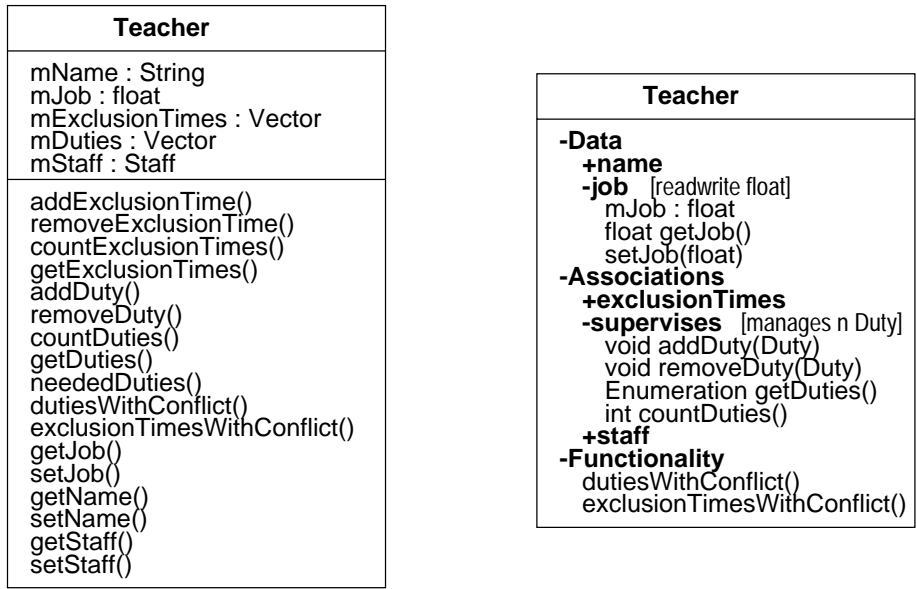 Teacher
mName : String
mJob : float
mExclusionTimes : Vector
mDuties : Vector
mStaff : Staff
addExclusionTime()
removeExclusionTime()
countExclusionTimes()
getExclusionTimes()
addDuty()
removeDuty()
countDuties()
getDuties()
neededDuties()
dutiesWithConflict()
exclusionTimesWithConflict()
getJob()
setJob()
getName()
setName()
getStaff()
setStaff()
Teacher
-Data
+name
-job [readwrite float]
mJob : float
float getJob()
setJob(float)
-Associations
+exclusionTimes
-supervises [manages n Duty]
void addDuty(Duty)
void removeDuty(Duty)
Enumeration getDuties()
int countDuties()
+staff
-Functionality
dutiesWithConflict()
exclusionTimesWithConflict()